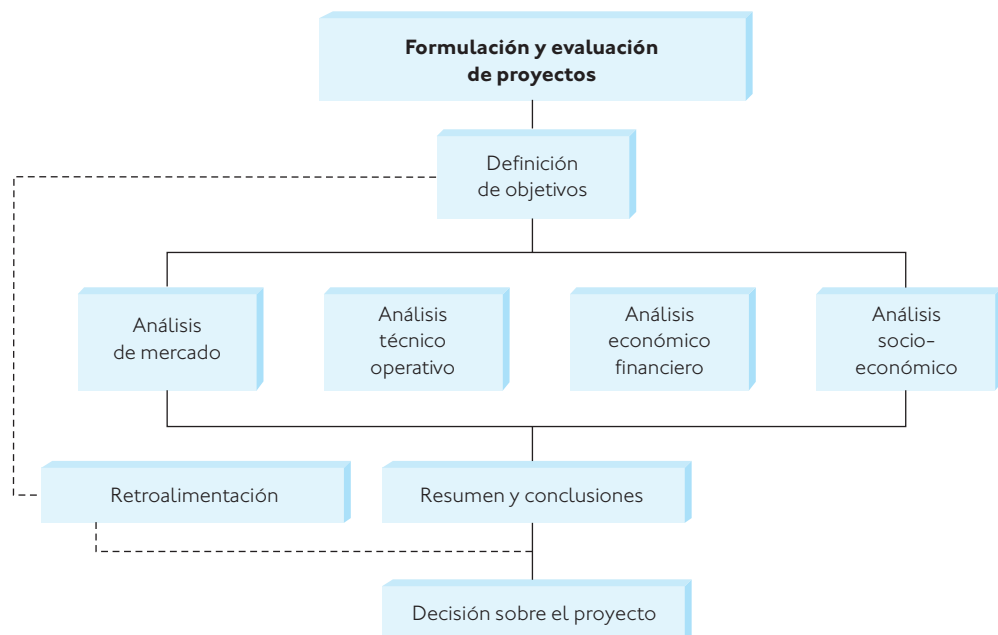 Formulación y evaluación
de proyectos
Definición
de objetivos
Análisis
de mercado
Análisis
técnico
operativo
Análisis
económico
financiero
Análisis
socio-
económico
Retroalimentación
Resumen y conclusiones
Decisión sobre el proyecto